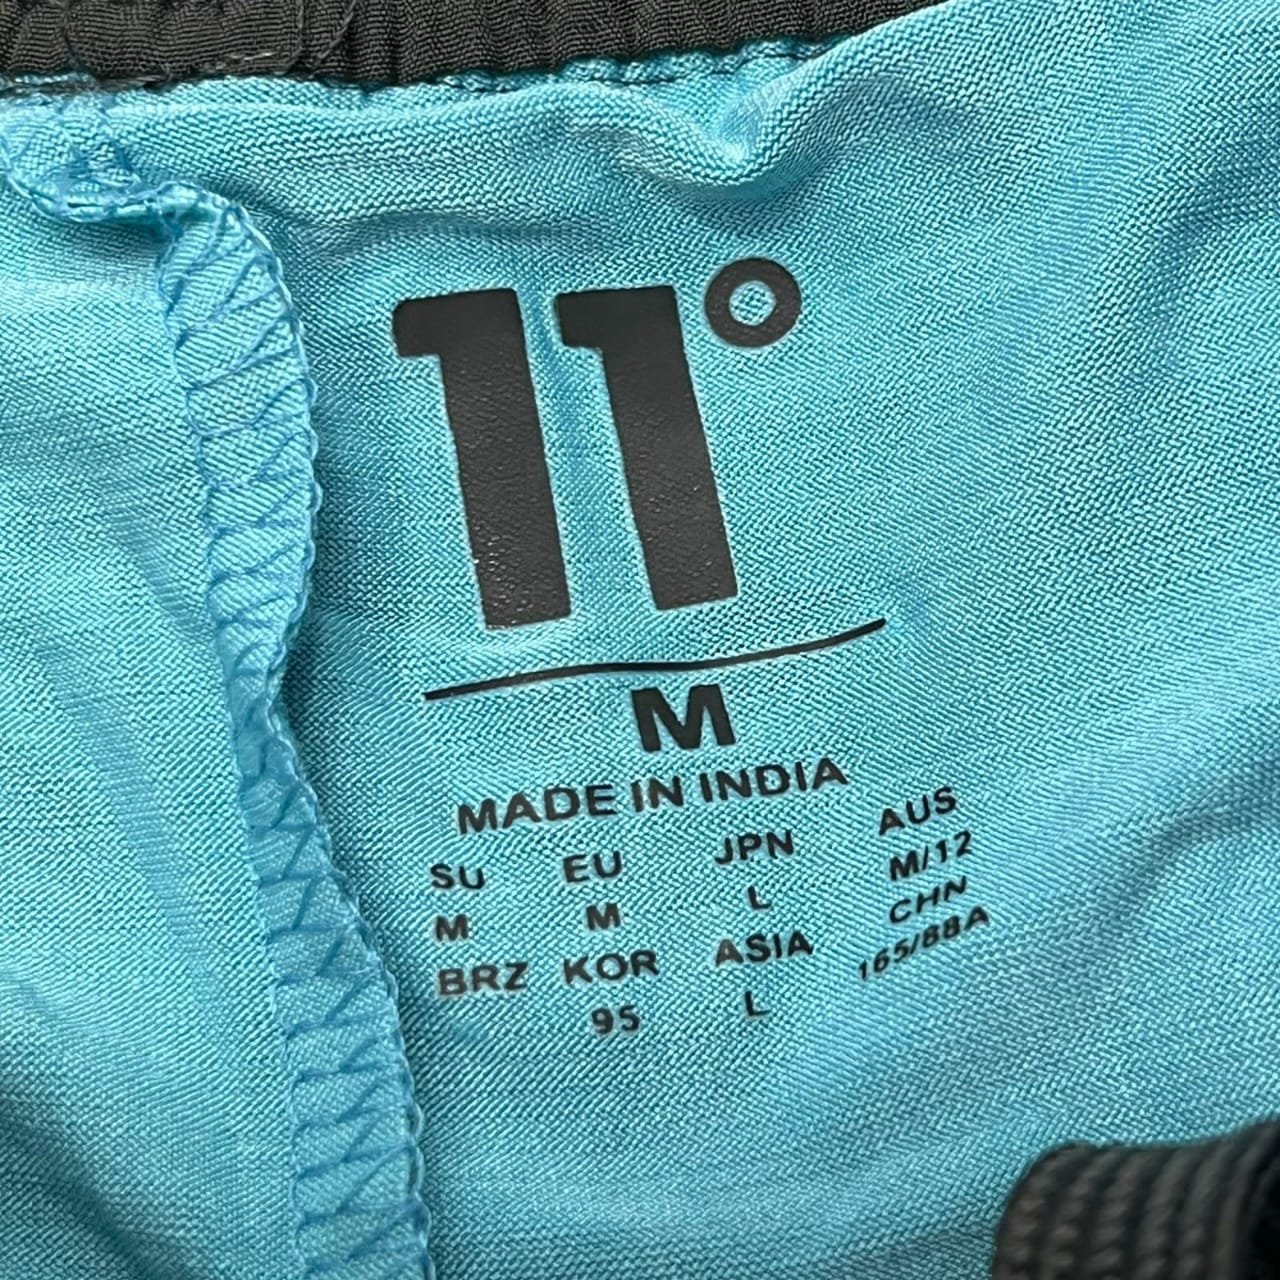 11°
M
MADE IN INDIA
SU EU JPN AUS
M M L M/12
BRZ KOR ASIA CHN
95 L 165/88A